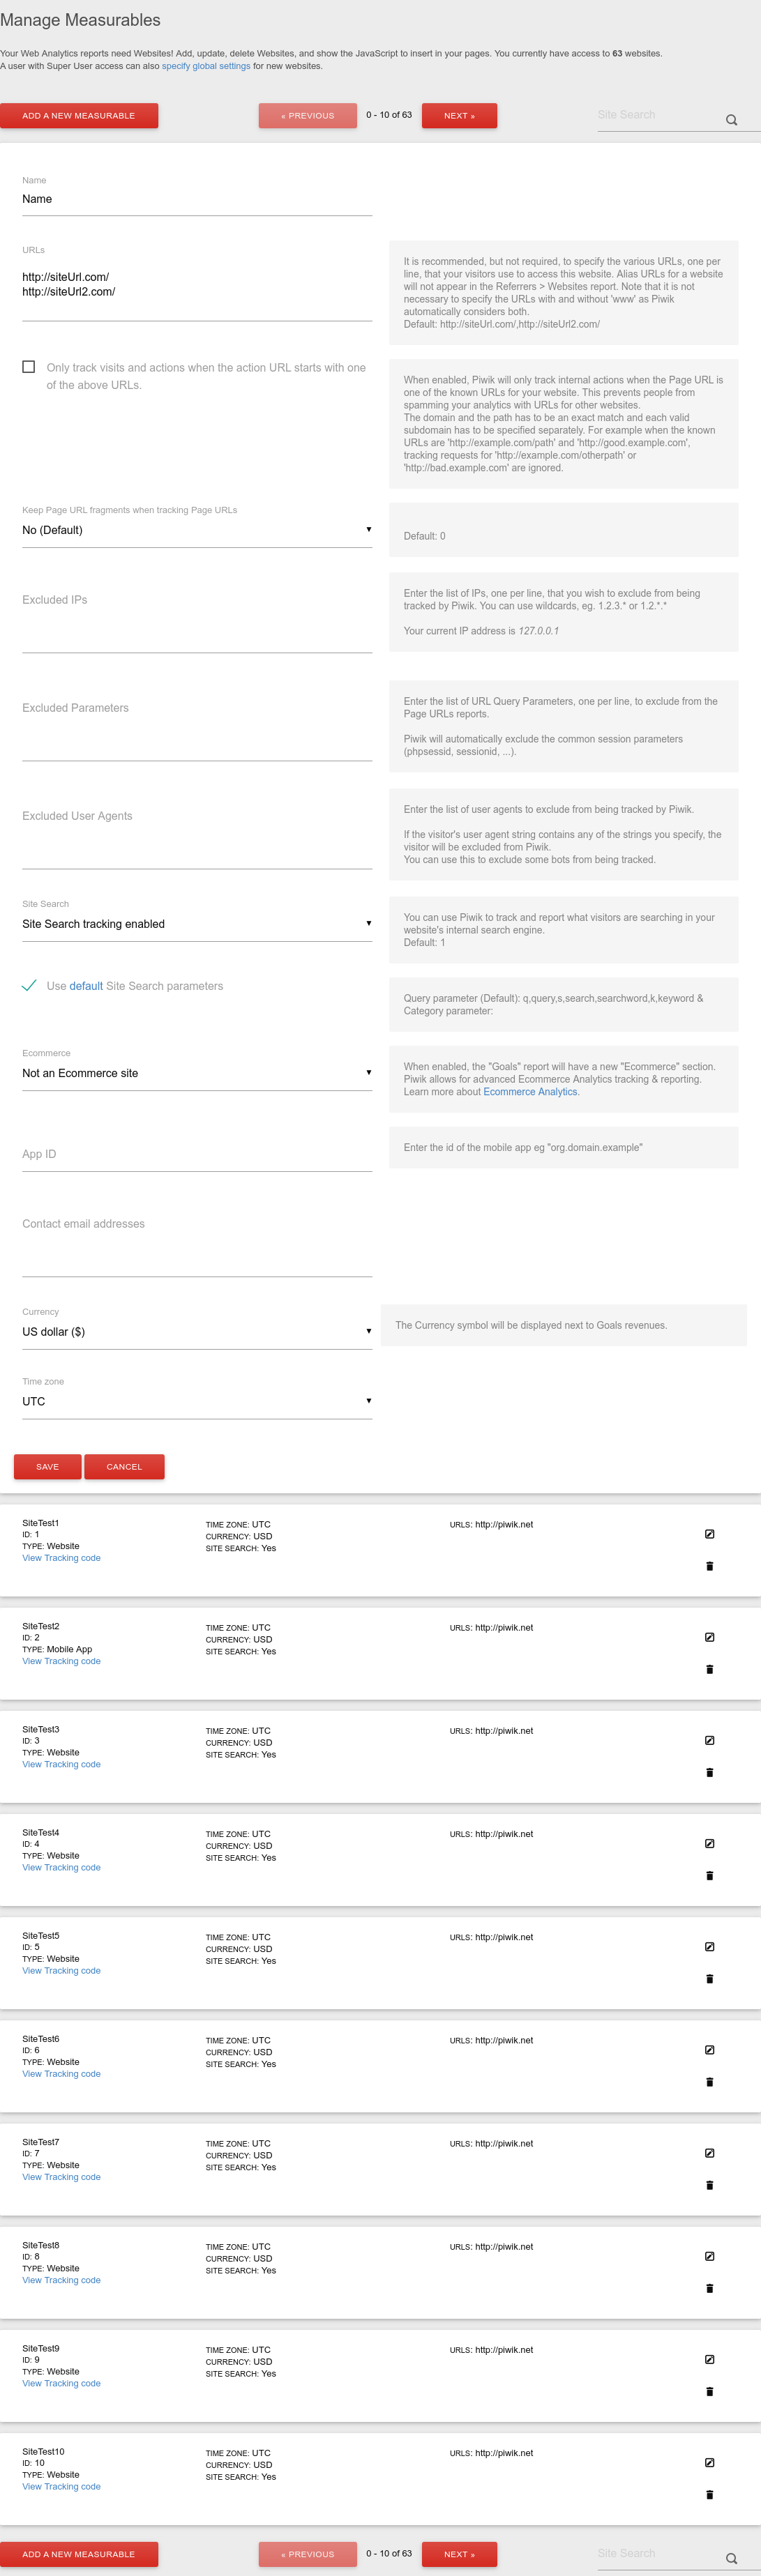 Manage Measurables
Your Web Analytics reports need Websites! Add, update, delete Websites, and show the JavaScript to insert in your pages. You currently have access to 63 websites.
A user with Super User access can also specify global settings for new websites.
ADD A NEW MEASURABLE
« PREVIOUS
0 - 10 of 63
NEXT »
Site Search
Name
Name
URLs
http://siteUrl.com/
http://siteUrl2.com/
It is recommended, but not required, to specify the various URLs, one per
line, that your visitors use to access this website. Alias URLs for a website
will not appear in the Referrers > Websites report. Note that it is not
necessary to specify the URLs with and without 'www' as Piwik
automatically considers both.
Default: http://siteUrl.com/,http://siteUrl2.com/
Only track visits and actions when the action URL starts with one
of the above URLs.
When enabled, Piwik will only track internal actions when the Page URL is
one of the known URLs for your website. This prevents people from
spamming your analytics with URLs for other websites.
The domain and the path has to be an exact match and each valid
subdomain has to be specified separately. For example when the known
URLs are 'http://example.com/path' and 'http://good.example.com',
tracking requests for 'http://example.com/otherpath' or
'http://bad.example.com' are ignored.
Keep Page URL fragments when tracking Page URLs
No (Default)
Default: 0
Excluded IPs
Enter the list of IPs, one per line, that you wish to exclude from being
tracked by Piwik. You can use wildcards, eg. 1.2.3.* or 1.2.*.*
Your current IP address is 127.0.0.1
Excluded Parameters
Enter the list of URL Query Parameters, one per line, to exclude from the
Page URLs reports.
Piwik will automatically exclude the common session parameters
(phpsessid, sessionid, ...).
Excluded User Agents
Enter the list of user agents to exclude from being tracked by Piwik.
If the visitor's user agent string contains any of the strings you specify, the
visitor will be excluded from Piwik.
You can use this to exclude some bots from being tracked.
Site Search
Site Search tracking enabled
You can use Piwik to track and report what visitors are searching in your
website's internal search engine.
Default: 1
Use default Site Search parameters
Query parameter (Default): q,query,s,search,searchword,k,keyword &
Category parameter:
Ecommerce
Not an Ecommerce site
When enabled, the "Goals" report will have a new "Ecommerce" section.
Piwik allows for advanced Ecommerce Analytics tracking & reporting.
Learn more about Ecommerce Analytics.
App ID
Enter the id of the mobile app eg "org.domain.example"
Contact email addresses
Currency
US dollar ($)
The Currency symbol will be displayed next to Goals revenues.
Time zone
UTC
SAVE
CANCEL
SiteTest1
ID: 1
TYPE: Website
View Tracking code
TIME ZONE: UTC
CURRENCY: USD
SITE SEARCH: Yes
URLS: http://piwik.net
SiteTest2
ID: 2
TYPE: Mobile App
View Tracking code
TIME ZONE: UTC
CURRENCY: USD
SITE SEARCH: Yes
URLS: http://piwik.net
SiteTest3
ID: 3
TYPE: Website
View Tracking code
TIME ZONE: UTC
CURRENCY: USD
SITE SEARCH: Yes
URLS: http://piwik.net
SiteTest4
ID: 4
TYPE: Website
View Tracking code
TIME ZONE: UTC
CURRENCY: USD
SITE SEARCH: Yes
URLS: http://piwik.net
SiteTest5
ID: 5
TYPE: Website
View Tracking code
TIME ZONE: UTC
CURRENCY: USD
SITE SEARCH: Yes
URLS: http://piwik.net
SiteTest6
ID: 6
TYPE: Website
View Tracking code
TIME ZONE: UTC
CURRENCY: USD
SITE SEARCH: Yes
URLS: http://piwik.net
SiteTest7
ID: 7
TYPE: Website
View Tracking code
TIME ZONE: UTC
CURRENCY: USD
SITE SEARCH: Yes
URLS: http://piwik.net
SiteTest8
ID: 8
TYPE: Website
View Tracking code
TIME ZONE: UTC
CURRENCY: USD
SITE SEARCH: Yes
URLS: http://piwik.net
SiteTest9
ID: 9
TYPE: Website
View Tracking code
TIME ZONE: UTC
CURRENCY: USD
SITE SEARCH: Yes
URLS: http://piwik.net
SiteTest10
ID: 10
TYPE: Website
View Tracking code
TIME ZONE: UTC
CURRENCY: USD
SITE SEARCH: Yes
URLS: http://piwik.net
ADD A NEW MEASURABLE
« PREVIOUS
0 - 10 of 63
NEXT »
Site Search